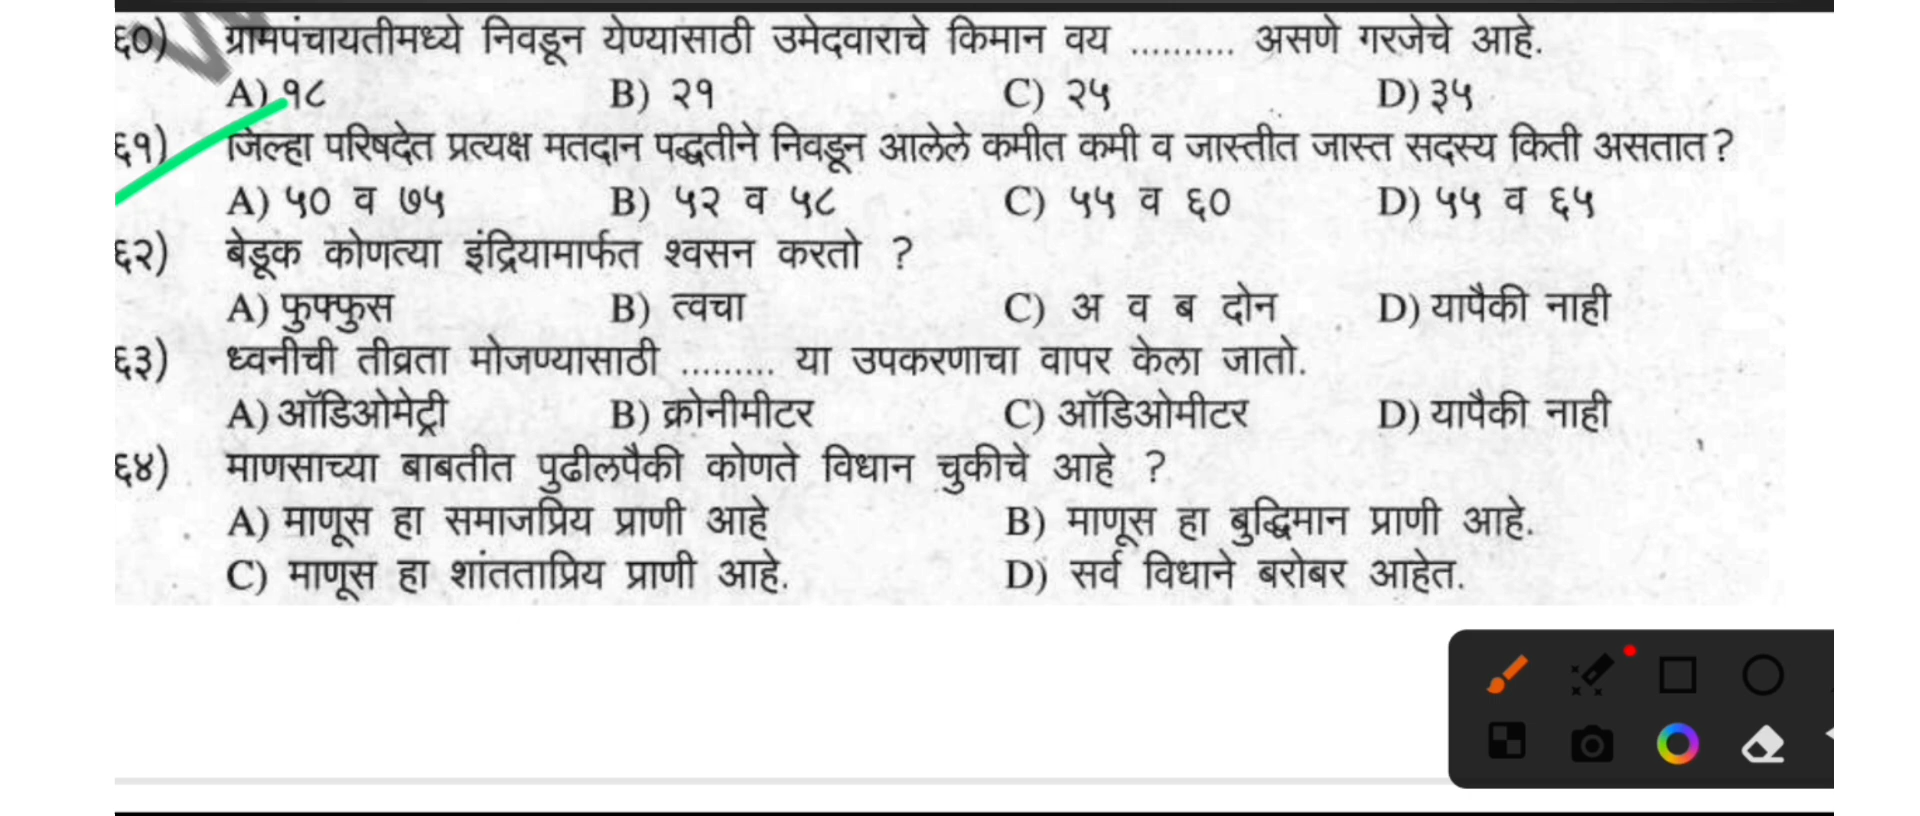 ६०) ग्रामपंचायतीमध्ये निवडून येण्यासाठी उमेदवाराचे किमान वय .......... असणे गरजेचे आहे.
A) १८ B) २१ C) २५ D) ३५
६१) जिल्हा परिषदेत प्रत्यक्ष मतदान पद्धतीने निवडून आलेले कमीत कमी व जास्तीत जास्त सदस्य किती असतात ?
A) ५० व ७५ B) ५२ व ५८ C) ५५ व ६० D) ५५ व ६५
६२) बेडूक कोणत्या इंद्रियामार्फत श्वसन करतो ?
A) फुफ्फुस B) त्वचा C) अ व ब दोन D) यापैकी नाही
६३) ध्वनीची तीव्रता मोजण्यासाठी ......... या उपकरणाचा वापर केला जातो.
A) ऑडिओमेट्री B) क्रोनीमीटर C) ऑडिओमीटर D) यापैकी नाही
६४) माणसाच्या बाबतीत पुढीलपैकी कोणते विधान चुकीचे आहे ?
A) माणूस हा समाजप्रिय प्राणी आहे B) माणूस हा बुद्धिमान प्राणी आहे.
C) माणूस हा शांतताप्रिय प्राणी आहे. D) सर्व विधाने बरोबर आहेत.